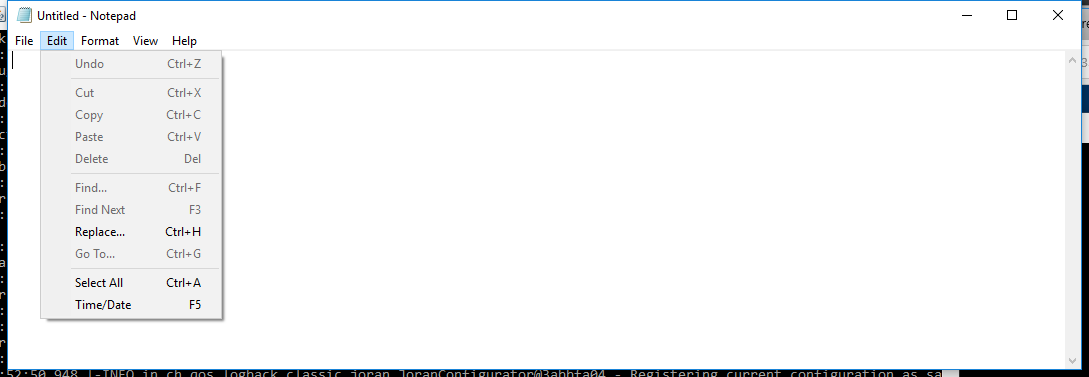 Untitled - Notepad
File Edit Format View Help
Undo Ctrl+Z
Cut Ctrl+X
Copy Ctrl+C
Paste Ctrl+V
Delete Del
Find... Ctrl+F
Find Next F3
Replace... Ctrl+H
Go To... Ctrl+G
Select All Ctrl+A
Time/Date F5
:52:50,948 |-INFO in ch.qos.logback.classic.joran.JoranConfigurator@3abbfa04 - Registering current configuration as sa